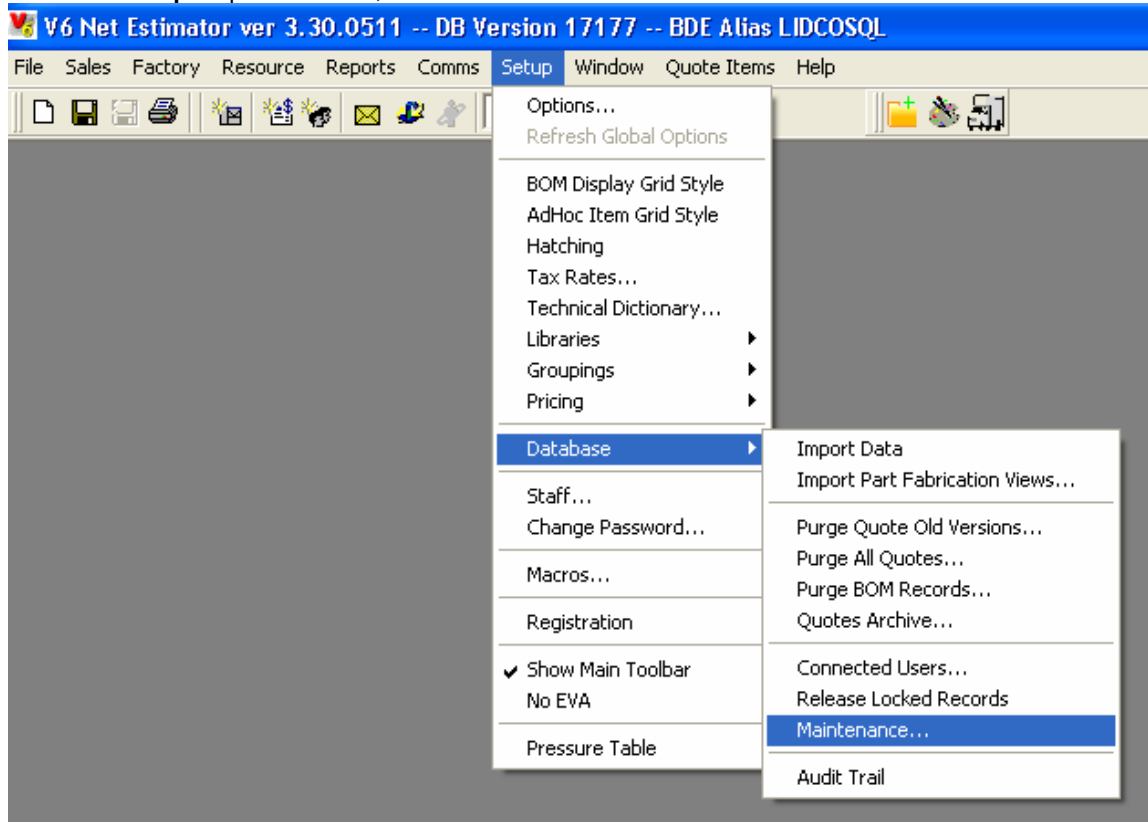 V6 Net Estimator ver 3.30.0511 -- DB Version 17177 -- BDE Alias LIDCOSQL
File Sales Factory Resource Reports Comms Setup Window Quote Items Help
Options...
Refresh Global Options
BOM Display Grid Style
AdHoc Item Grid Style
Hatching
Tax Rates...
Technical Dictionary...
Libraries
Groupings
Pricing
Database
Staff...
Change Password...
Macros...
Registration
Show Main Toolbar
No EVA
Pressure Table
Import Data
Import Part Fabrication Views...
Purge Quote Old Versions...
Purge All Quotes...
Purge BOM Records...
Quotes Archive...
Connected Users...
Release Locked Records
Maintenance...
Audit Trail